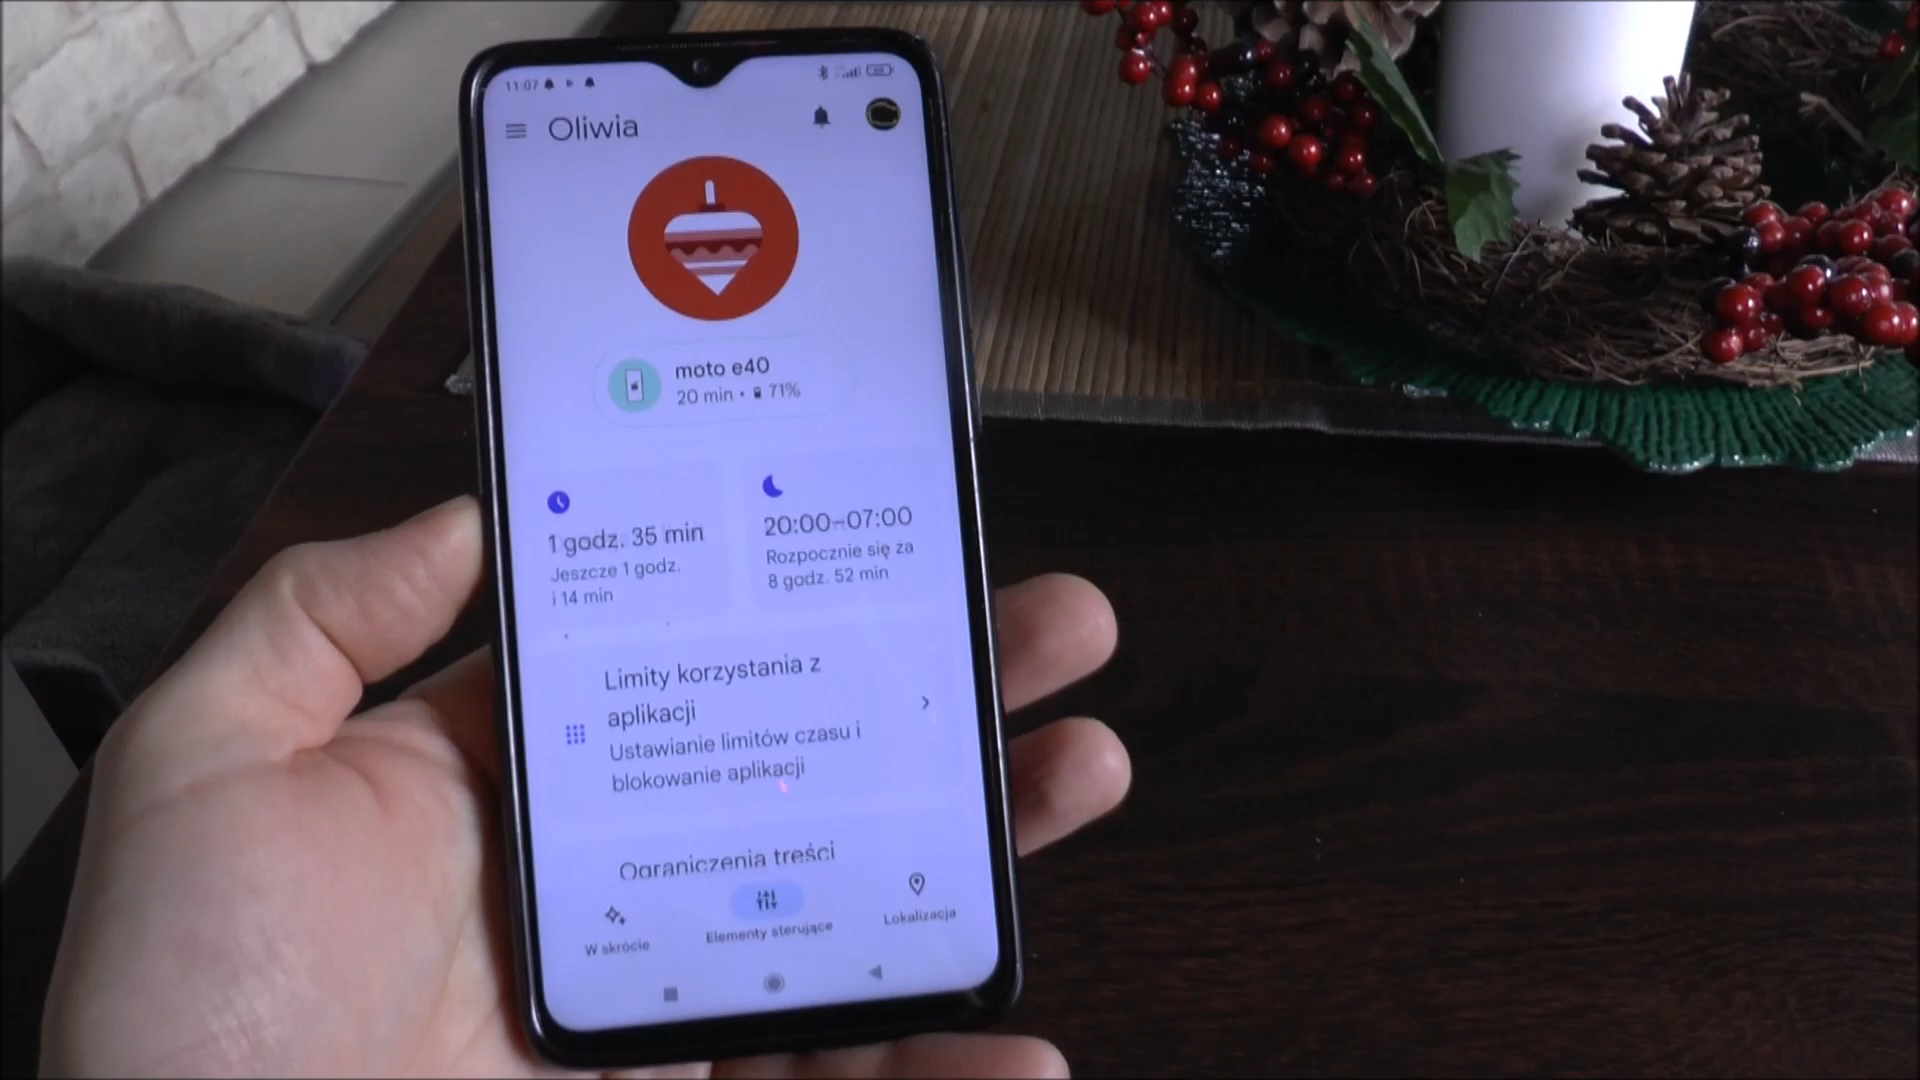 11:07
Oliwia
moto e40
20 min • 71%
1 godz. 35 min
Jeszcze 1 godz.
i 14 min
20:00–07:00
Rozpocznie się za
8 godz. 52 min
Limity korzystania z
aplikacji
Ustawianie limitów czasu i
blokowanie aplikacji
Ograniczenia treści
W skrócie
Elementy sterujące
Lokalizacja